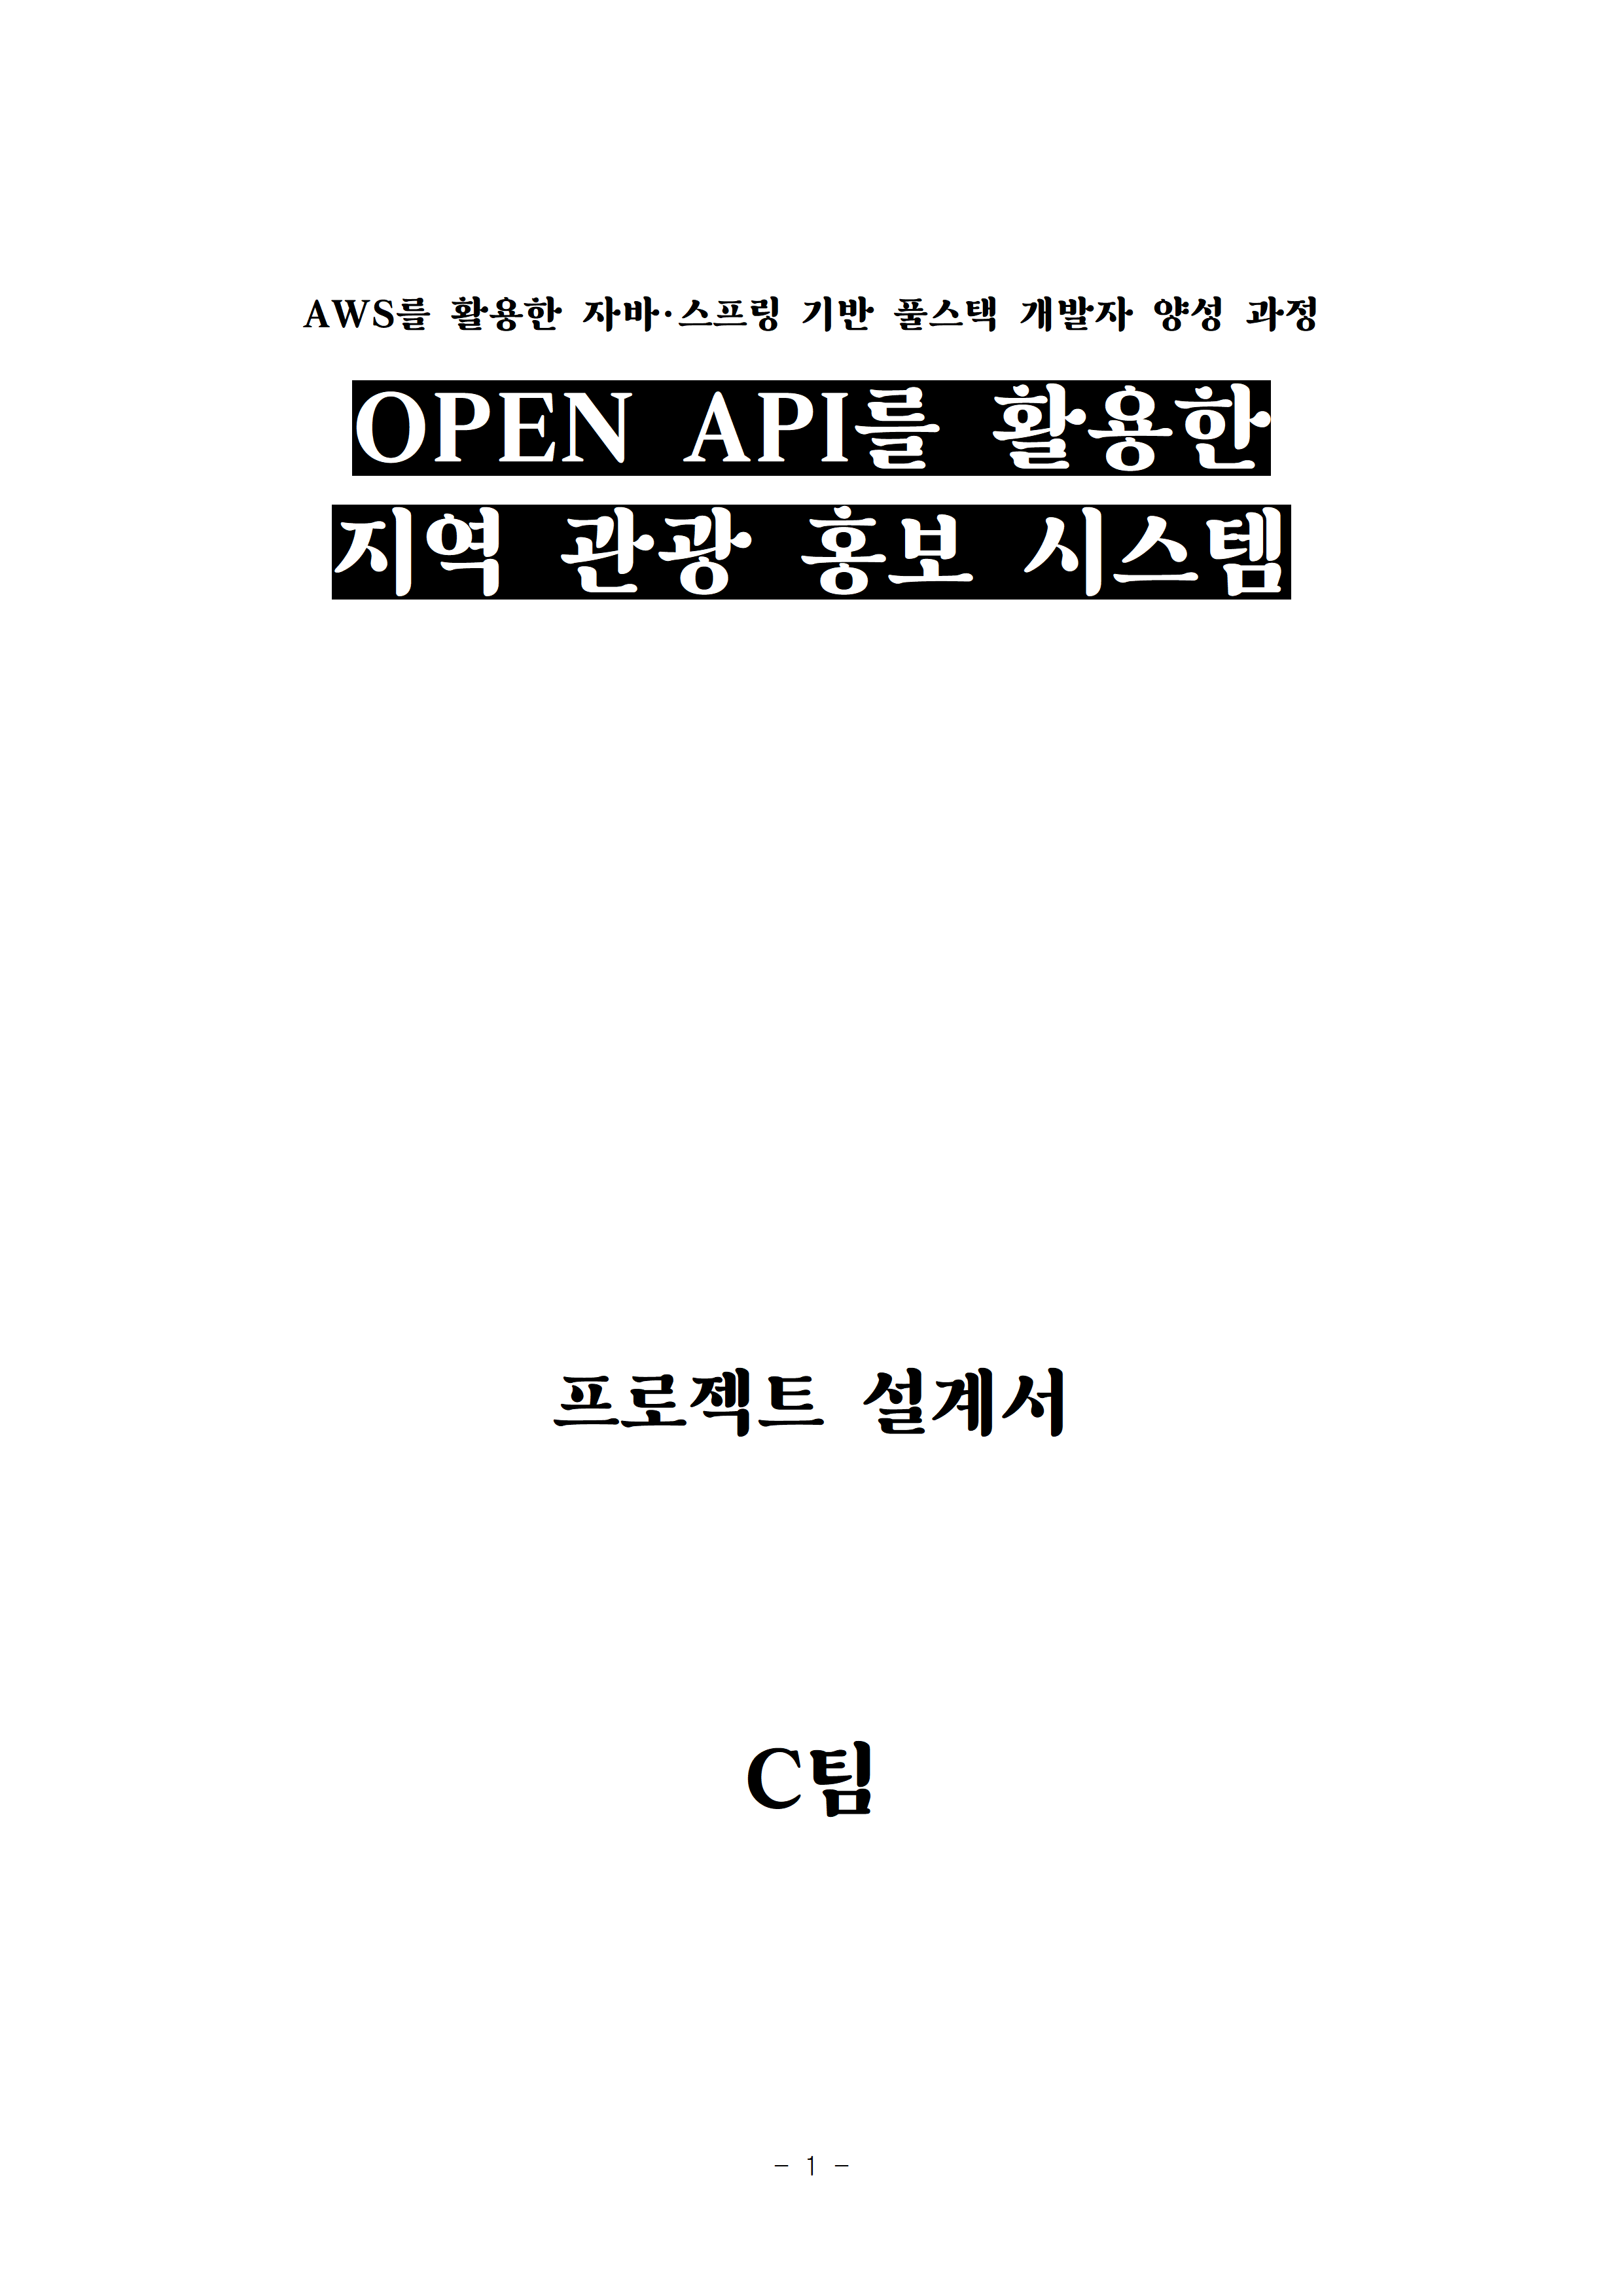 AWS를 활용한 자바·스프링 기반 풀스택 개발자 양성 과정
OPEN API를 활용한
지역 관광 홍보 시스템
프로젝트 설계서
C팀
- 1 -